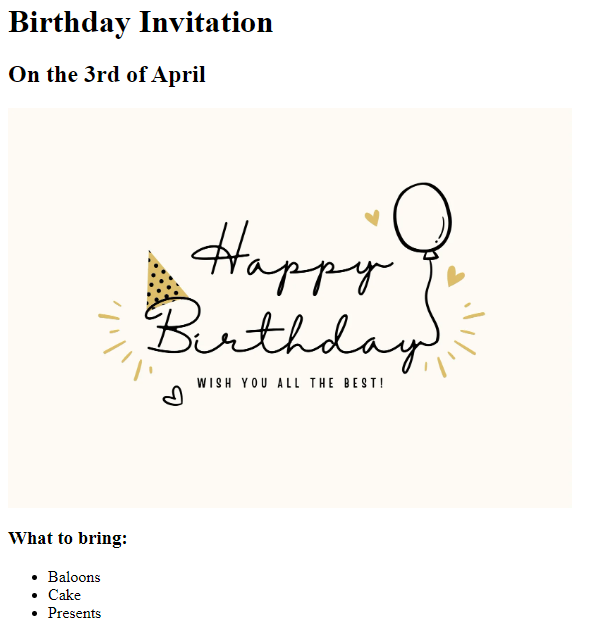 Birthday Invitation
On the 3rd of April
Happy
Birthday
WISH YOU ALL THE BEST!
What to bring:
Baloons
Cake
Presents